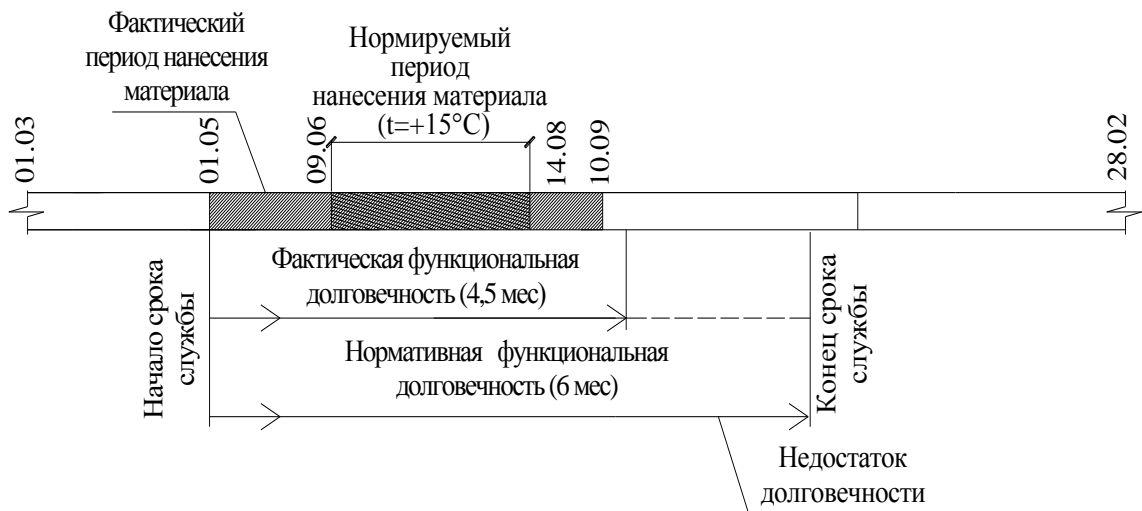 Фактический
период нанесения
материала
Нормируемый
период
нанесения материала
(t=+15°C)
01.03
01.05
09.06
14.08
10.09
28.02
Фактическая функциональная
долговечность (4,5 мес)
Начало срока
службы
Нормативная функциональная
долговечность (6 мес)
Конец срока
службы
Недостаток
долговечности